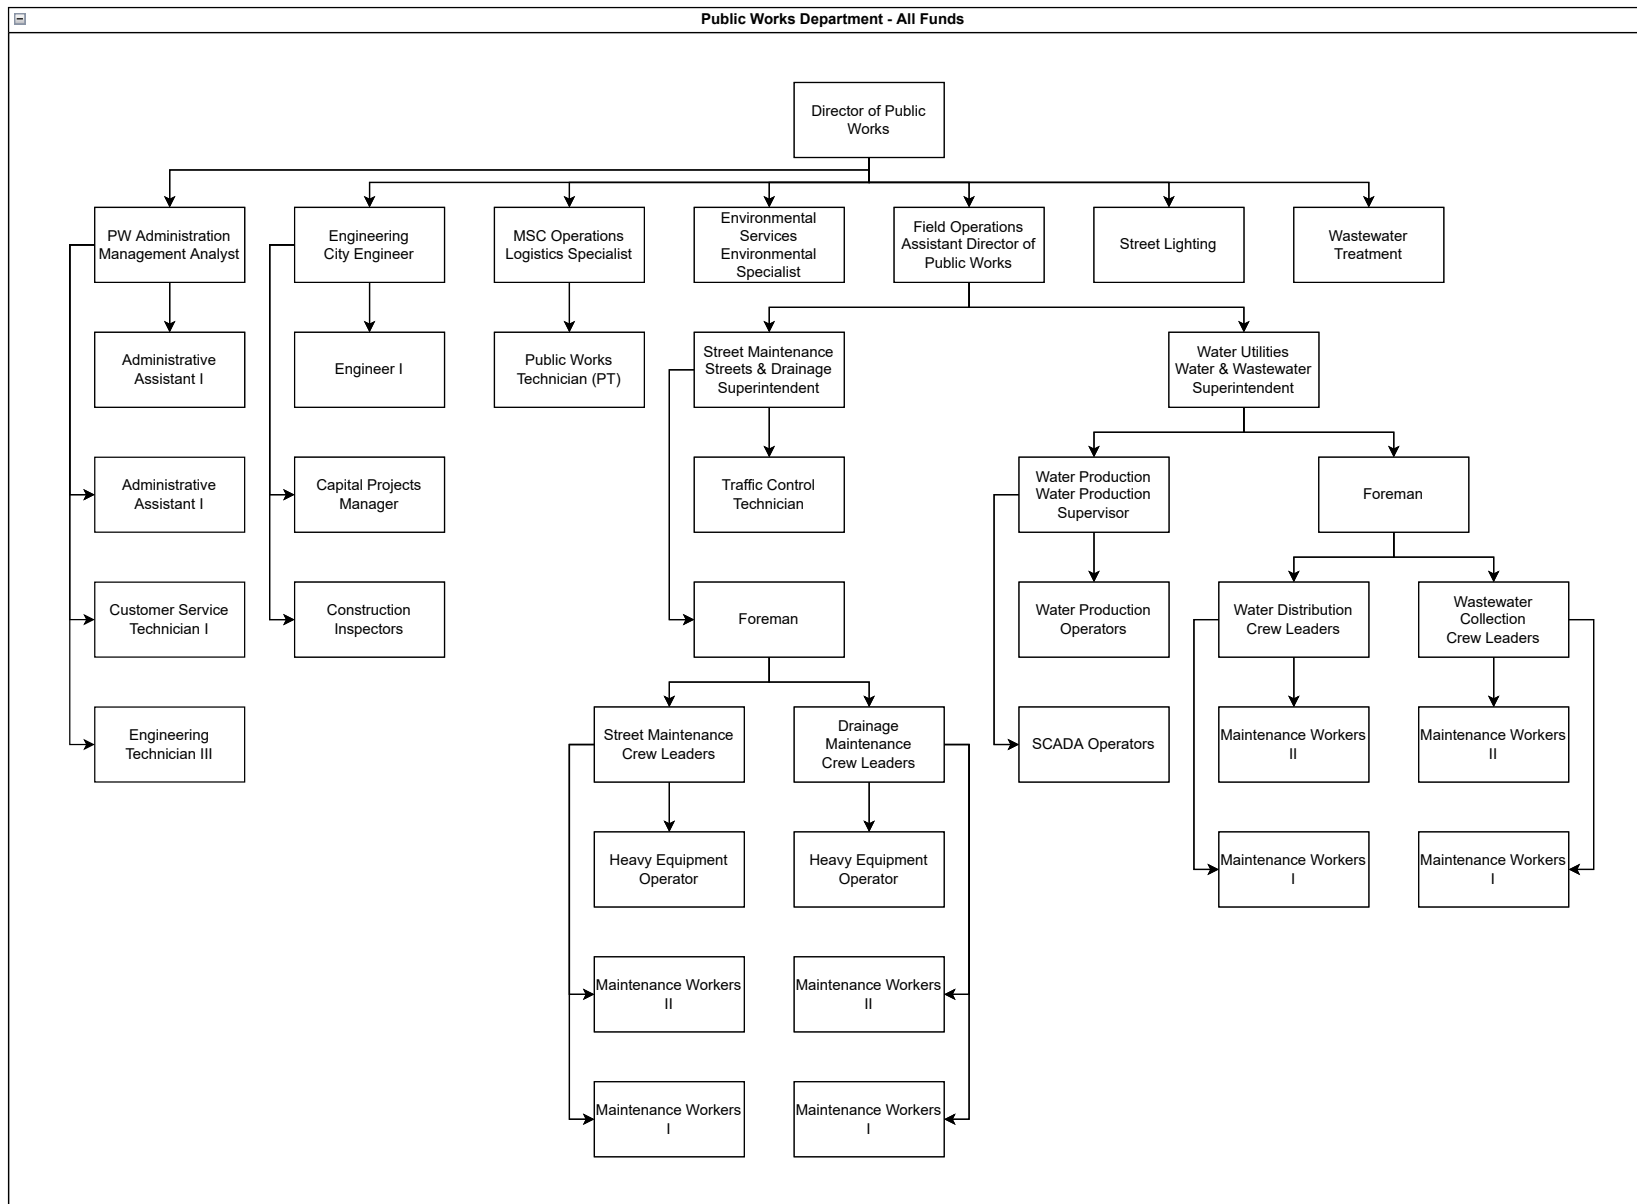 Public Works Department - All Funds
Director of Public
Works
PW Administration
Management Analyst
Engineering
City Engineer
MSC Operations
Logistics Specialist
Environmental
Services
Environmental
Specialist
Field Operations
Assistant Director of
Public Works
Street Lighting
Wastewater
Treatment
Administrative
Assistant I
Engineer I
Public Works
Technician (PT)
Street Maintenance
Streets & Drainage
Superintendent
Water Utilities
Water & Wastewater
Superintendent
Administrative
Assistant I
Capital Projects
Manager
Traffic Control
Technician
Water Production
Water Production
Supervisor
Foreman
Customer Service
Technician I
Construction
Inspectors
Foreman
Water Production
Operators
Water Distribution
Crew Leaders
Wastewater
Collection
Crew Leaders
Engineering
Technician III
Street Maintenance
Crew Leaders
Drainage
Maintenance
Crew Leaders
SCADA Operators
Maintenance Workers
II
Maintenance Workers
II
Heavy Equipment
Operator
Heavy Equipment
Operator
Maintenance Workers
I
Maintenance Workers
I
Maintenance Workers
II
Maintenance Workers
II
Maintenance Workers
I
Maintenance Workers
I